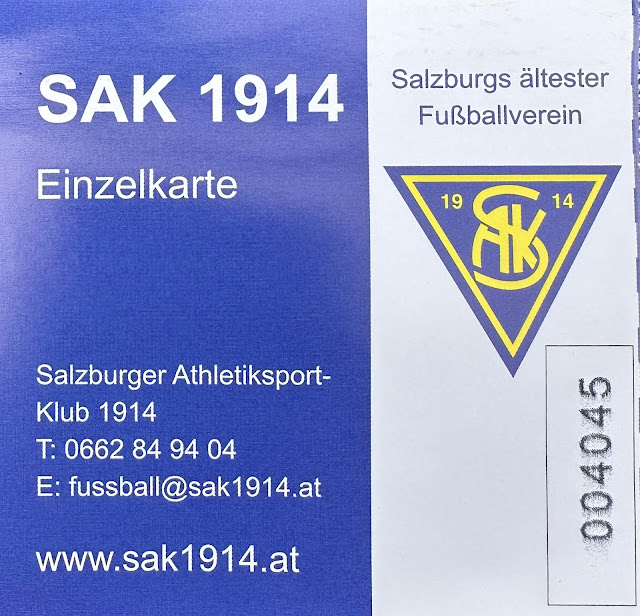 SAK 1914
Einzelkarte
Salzburger Athletiksport-
Klub 1914
T: 0662 84 94 04
E: fussball@sak1914.at
www.sak1914.at
Salzburgs ältester
Fußballverein
19 SAK 14
004045